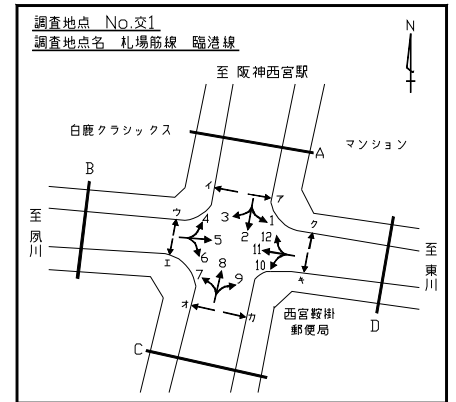 調査地点 No.交1
調査地点名 札場筋線 臨港線
N
至 阪神西宮駅
白鹿クラシックス
マンション
A
B
イ
ア
至 夙川
ウ
3
1
2
4
5
6
12
11
10
ク
至 東川
エ
7
8
9
キ
オ
カ
西宮鞍掛
郵便局
C
D